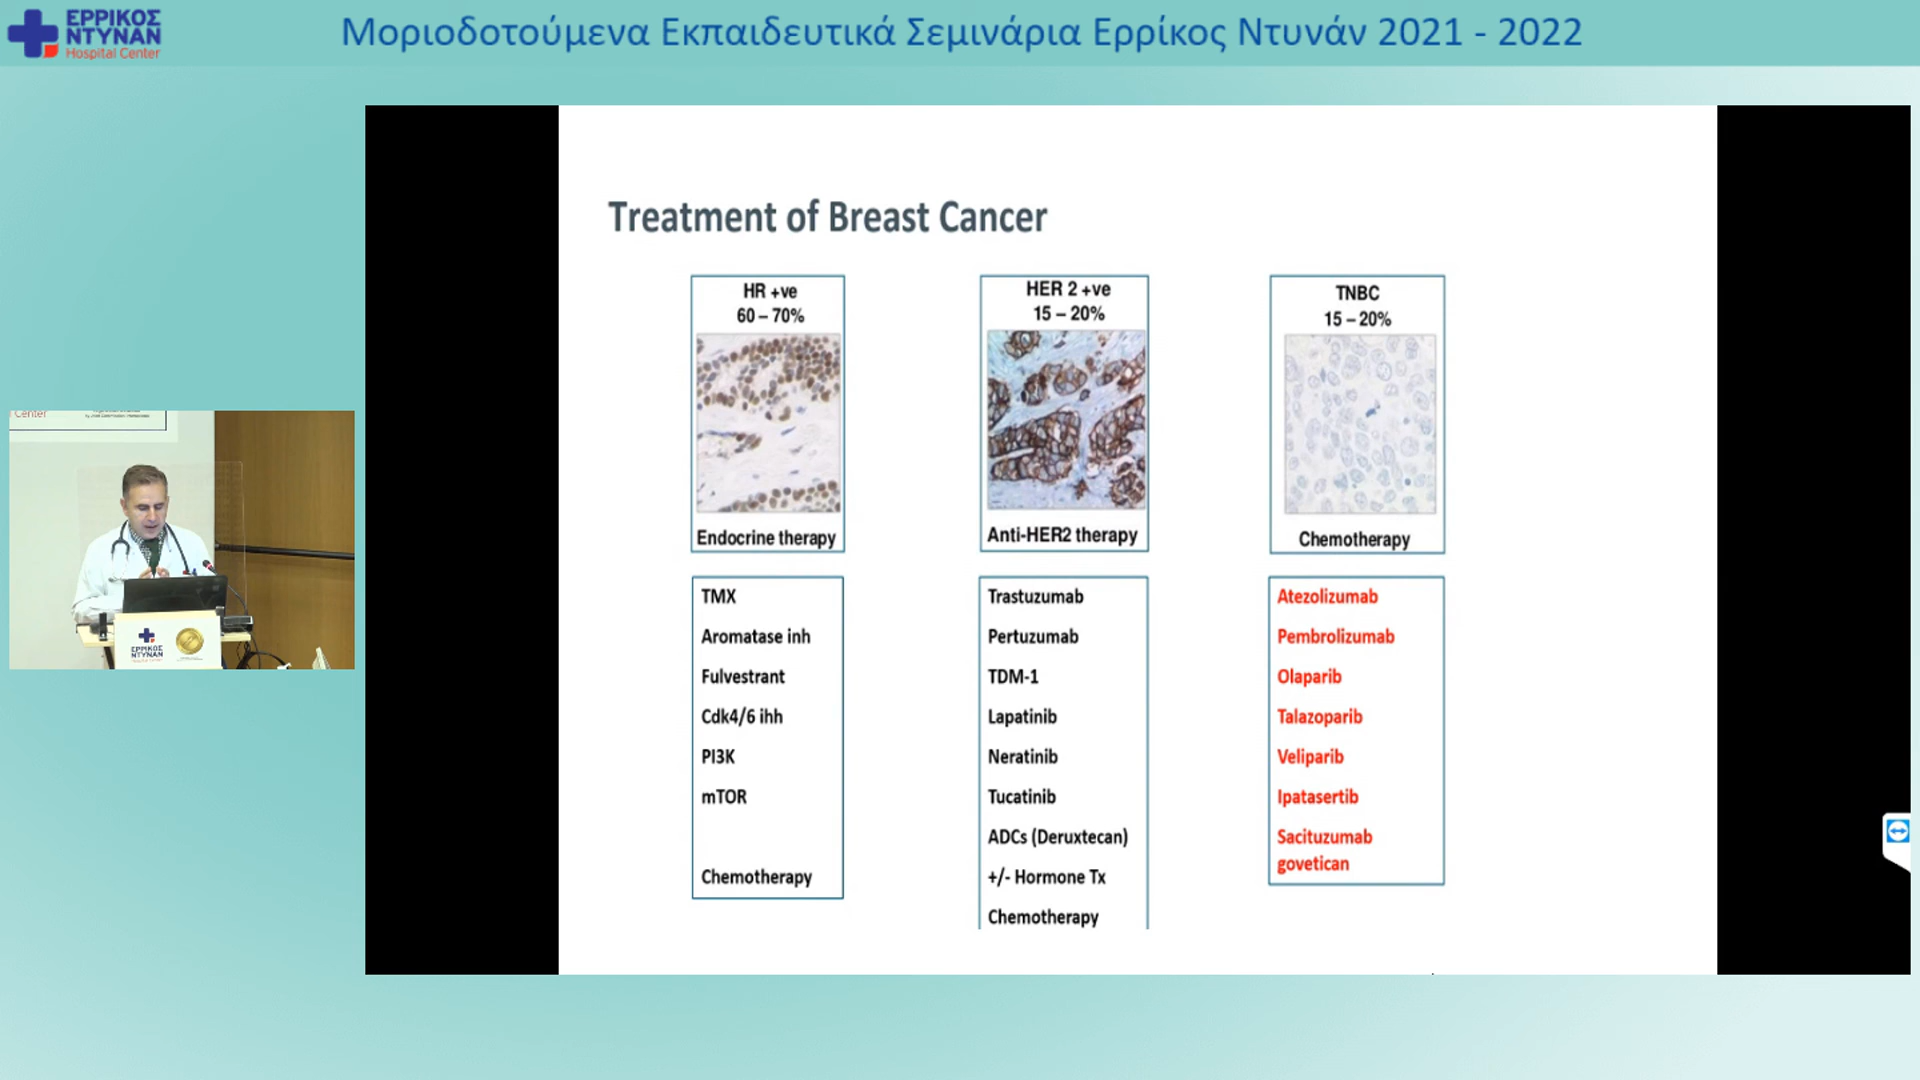 ΕΡΡΙΚΟΣ
ΝΤΥΝΑΝ
Hospital Center
Μοριοδοτούμενα Εκπαιδευτικά Σεμινάρια Ερρίκος Ντυνάν 2021 - 2022
Treatment of Breast Cancer
HR +ve
60 – 70%
Endocrine therapy
HER 2 +ve
15 – 20%
Anti-HER2 therapy
TNBC
15 – 20%
Chemotherapy
TMX
Aromatase inh
Fulvestrant
Cdk4/6 ihh
PI3K
mTOR
Chemotherapy
Trastuzumab
Pertuzumab
TDM-1
Lapatinib
Neratinib
Tucatinib
ADCs (Deruxtecan)
+/- Hormone Tx
Chemotherapy
Atezolizumab
Pembrolizumab
Olaparib
Talazoparib
Veliparib
Ipatasertib
Sacituzumab
govetican
Center
ΕΡΡΙΚΟΣ
ΝΤΥΝΑΝ